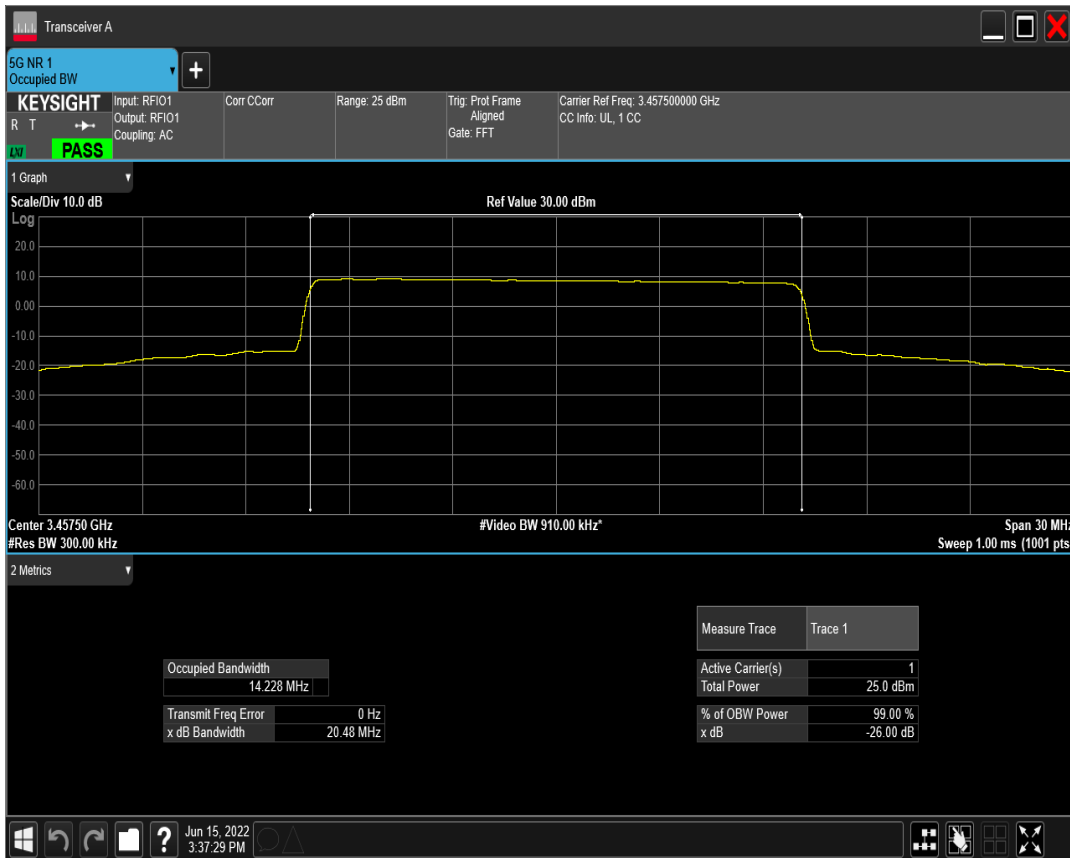 Transceiver A
5G NR 1
Occupied BW
+
KEYSIGHT
R T
LXI
PASS
Input: RFIO1
Output: RFIO1
Coupling: AC
Corr CCorr
Range: 25 dBm
Trig: Prot Frame
Aligned
Gate: FFT
Carrier Ref Freq: 3.457500000 GHz
CC Info: UL, 1 CC
1 Graph
Scale/Div 10.0 dB
Ref Value 30.00 dBm
Log
20.0
10.0
0.00
-10.0
-20.0
-30.0
-40.0
-50.0
-60.0
Center 3.45750 GHz
#Video BW 910.00 kHz*
Span 30 MHz
#Res BW 300.00 kHz
Sweep 1.00 ms (1001 pts
2 Metrics
Measure Trace Trace 1
Occupied Bandwidth
14.228 MHz
Active Carrier(s) 1
Total Power 25.0 dBm
Transmit Freq Error 0 Hz
x dB Bandwidth 20.48 MHz
% of OBW Power 99.00 %
x dB -26.00 dB
?
Jun 15, 2022
3:37:29 PM